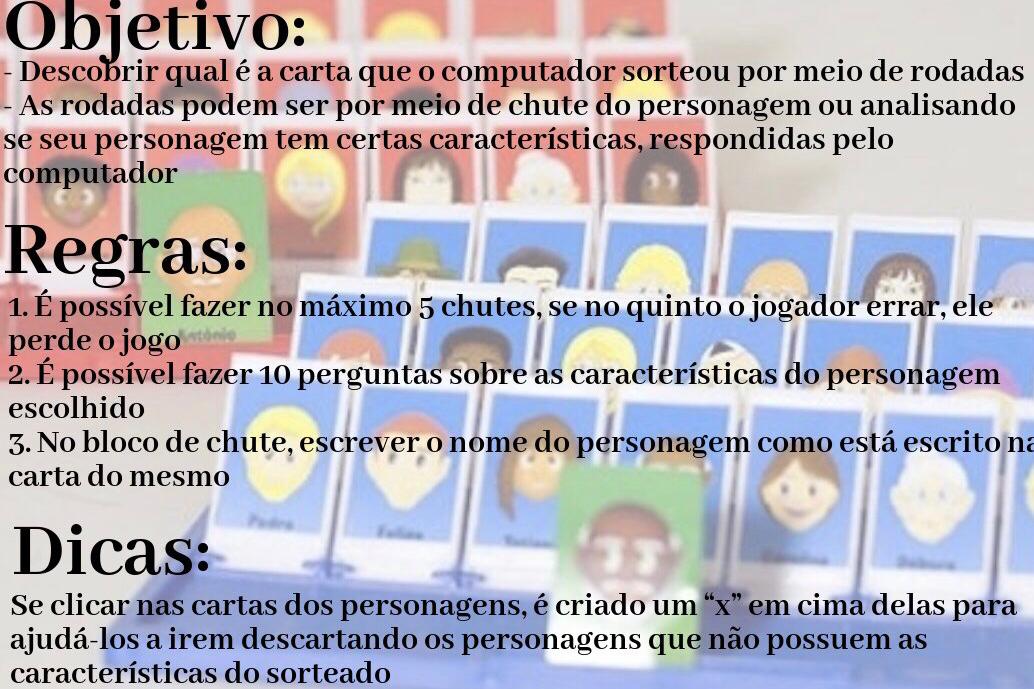 Objetivo:
- Descobrir qual é a carta que o computador sorteou por meio de rodadas
- As rodadas podem ser por meio de chute do personagem ou analisando
se seu personagem tem certas características, respondidas pelo
computador
Regras:
1. É possível fazer no máximo 5 chutes, se no quinto o jogador errar, ele
perde o jogo
Antônio
2. É possível fazer 10 perguntas sobre as características do personagem
escolhido
3. No bloco de chute, escrever o nome do personagem como está escrito na
carta do mesmo
Pedro Felipe
Dicas:
Se clicar nas cartas dos personagens, é criado um “x” em cima delas para
ajudá-los a irem descartando os personagens que não possuem as
características do sorteado